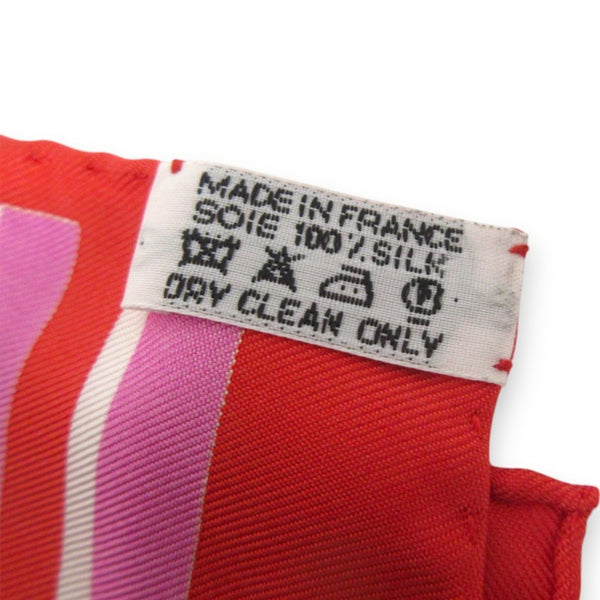 MADE IN FRANCE
SOIE 100% SILK
DRY CLEAN ONLY